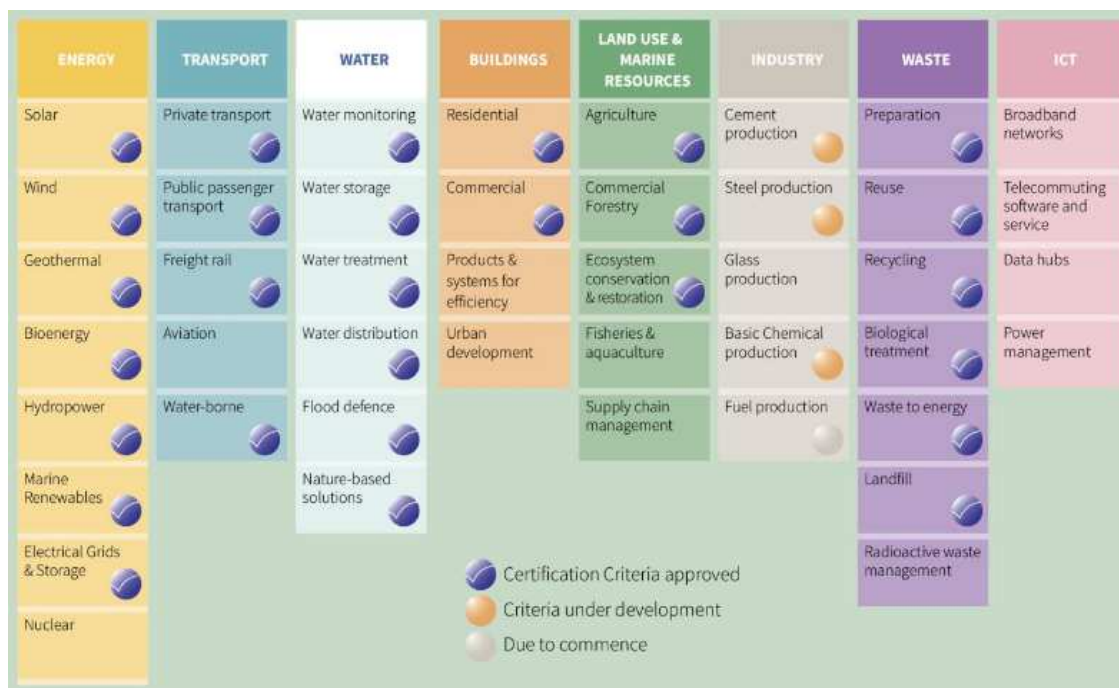 ENERGY
TRANSPORT
WATER
BUILDINGS
LAND USE &
MARINE
RESOURCES
INDUSTRY
WASTE
ICT
Solar
Wind
Geothermal
Bioenergy
Hydropower
Marine
Renewables
Electrical Grids
& Storage
Nuclear
Private transport
Public passenger
transport
Freight rail
Aviation
Water-borne
Water monitoring
Water storage
Water treatment
Water distribution
Flood defence
Nature-based
solutions
Residential
Commercial
Products &
systems for
efficiency
Urban
development
Agriculture
Commercial
Forestry
Ecosystem
conservation
& restoration
Fisheries &
aquaculture
Supply chain
management
Cement
production
Steel production
Glass
production
Basic Chemical
production
Fuel production
Preparation
Reuse
Recycling
Biological
treatment
Waste to energy
Landfill
Radioactive waste
management
Broadband
networks
Telecommuting
software and
service
Data hubs
Power
management
Certification Criteria approved
Criteria under development
Due to commence